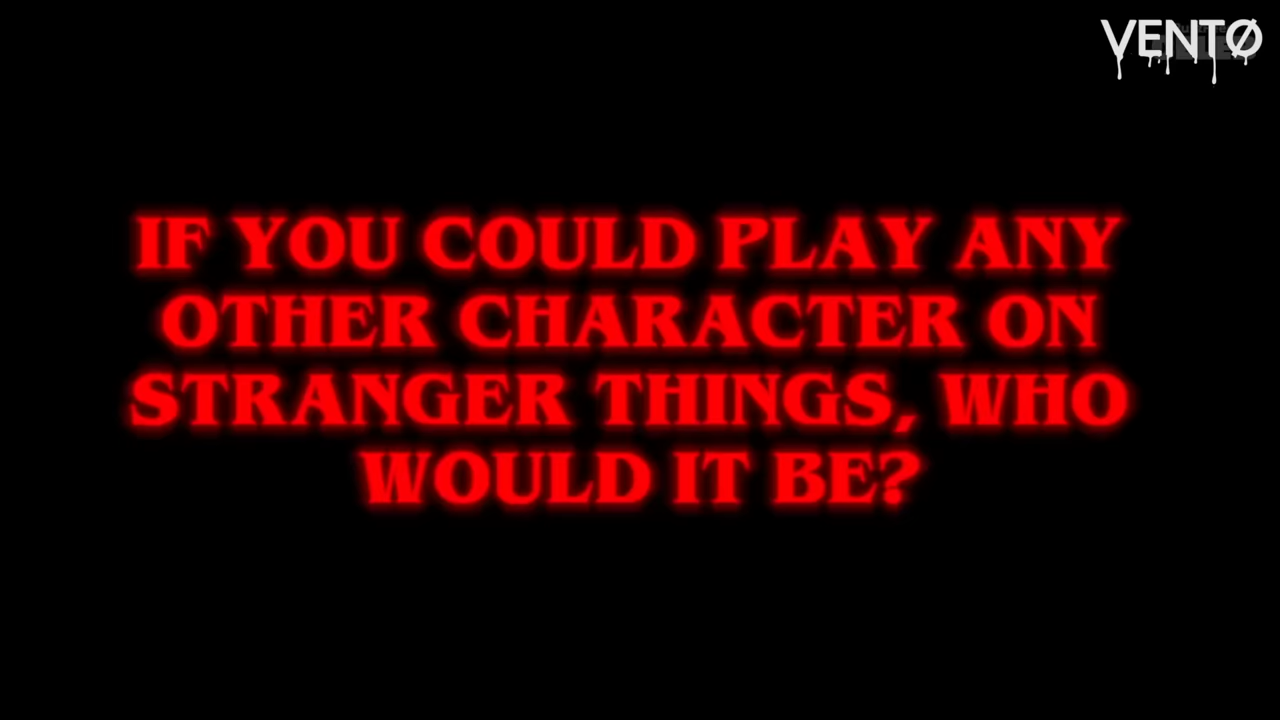 VENTØ
IF YOU COULD PLAY ANY
OTHER CHARACTER ON
STRANGER THINGS, WHO
WOULD IT BE?